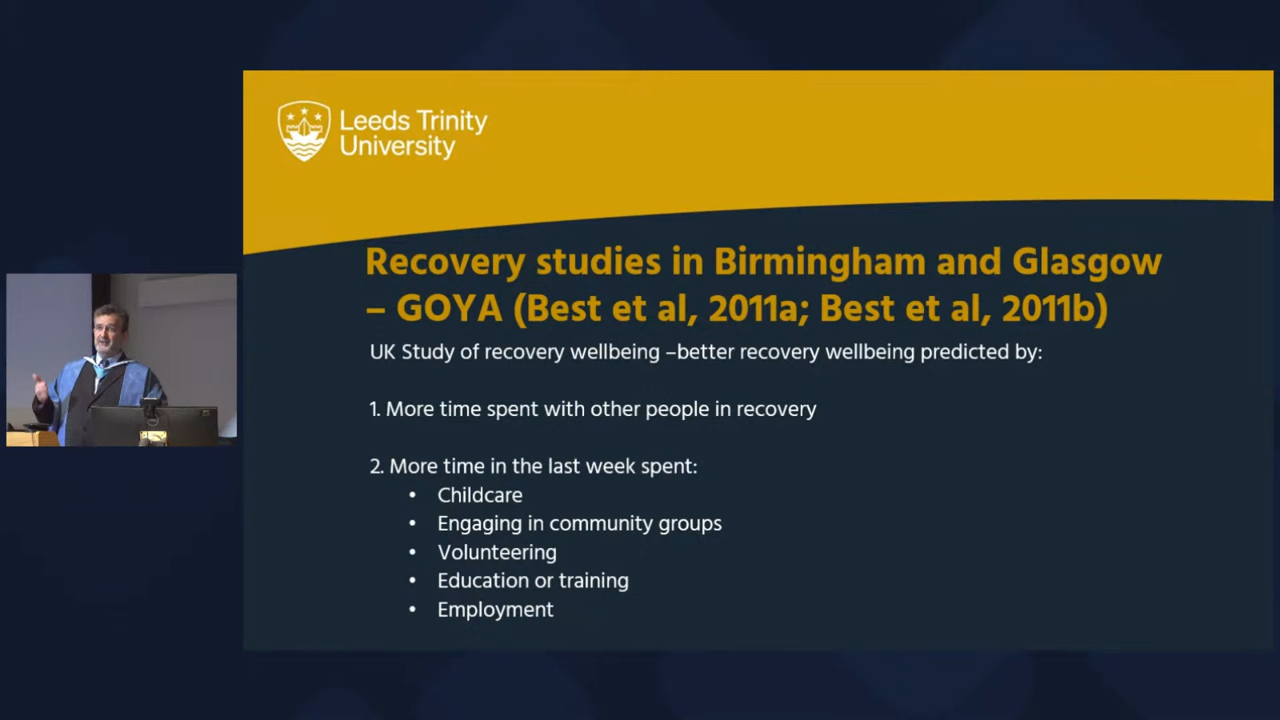 Leeds Trinity
University
Recovery studies in Birmingham and Glasgow
– GOYA (Best et al, 2011a; Best et al, 2011b)
UK Study of recovery wellbeing –better recovery wellbeing predicted by:
1. More time spent with other people in recovery
2. More time in the last week spent:
• Childcare
• Engaging in community groups
• Volunteering
• Education or training
• Employment